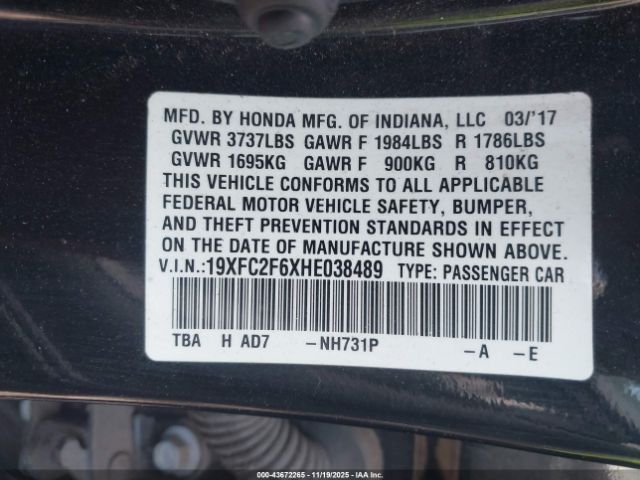 MFD. BY HONDA MFG. OF INDIANA, LLC 03/'17
GVWR 3737LBS GAWR F 1984LBS R 1786LBS
GVWR 1695KG GAWR F 900KG R 810KG
THIS VEHICLE CONFORMS TO ALL APPLICABLE
FEDERAL MOTOR VEHICLE SAFETY, BUMPER,
AND THEFT PREVENTION STANDARDS IN EFFECT
ON THE DATE OF MANUFACTURE SHOWN ABOVE.
V.I.N.:19XFC2F6XHE038489 TYPE: PASSENGER CAR
TBA H AD7 –NH731P –A –E
©-43672265 - 11/19/2025 - IAA Inc.